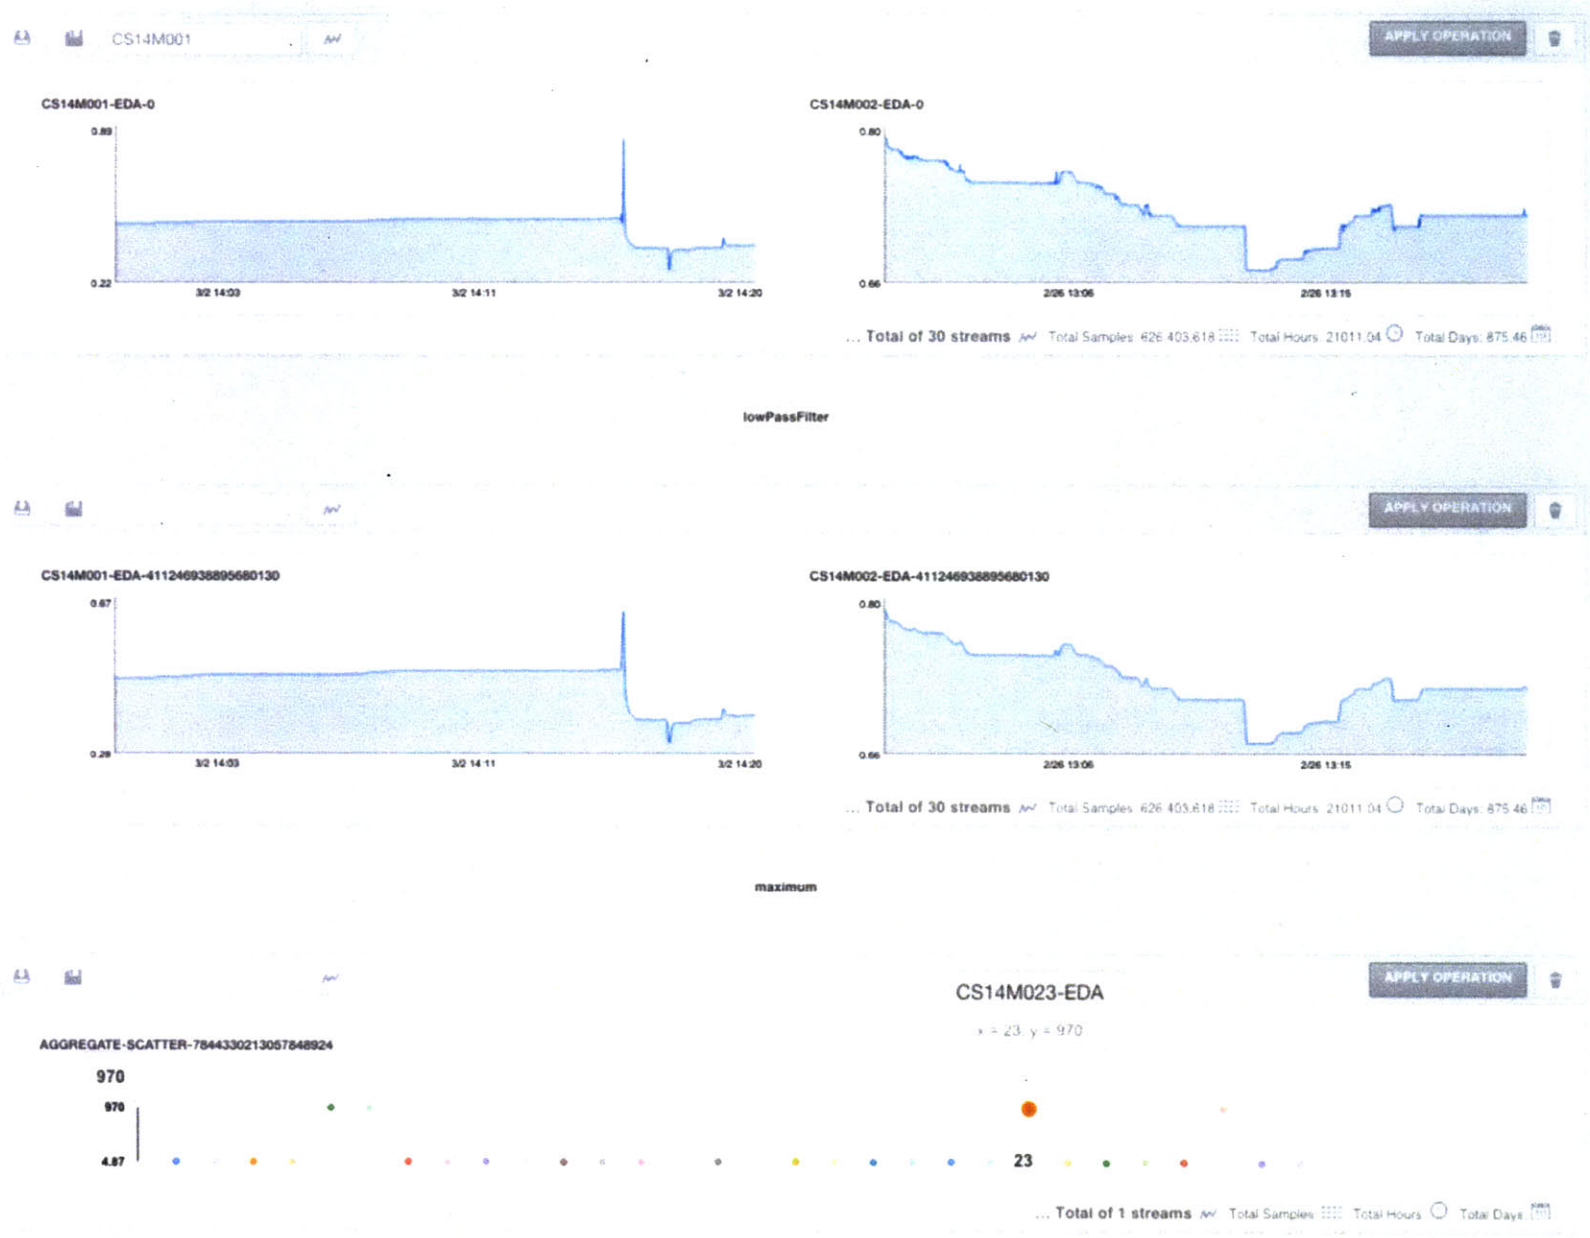 CS14M001 APPLY OPERATION
CS14M001-EDA-0 CS14M002-EDA-0
0.89 0.80
0.22 0.66
3/2 14:03 3/2 14:11 3/2 14:20 2/26 13:06 2/26 13:15
... Total of 30 streams Total Samples: 626,403,618 Total Hours: 21011.04 Total Days: 875.46
lowPassFilter
APPLY OPERATION
CS14M001-EDA-411246938895680130 CS14M002-EDA-411246938895680130
0.67 0.80
0.28 0.66
3/2 14:03 3/2 14:11 3/2 14:20 2/26 13:06 2/26 13:15
... Total of 30 streams Total Samples: 626,403,618 Total Hours: 21011.04 Total Days: 875.46
maximum
APPLY OPERATION
CS14M023-EDA
x = 23, y = 970
AGGREGATE-SCATTER-7844330213057848924
970
970
4.87 23
... Total of 1 streams Total Samples Total Hours Total Days